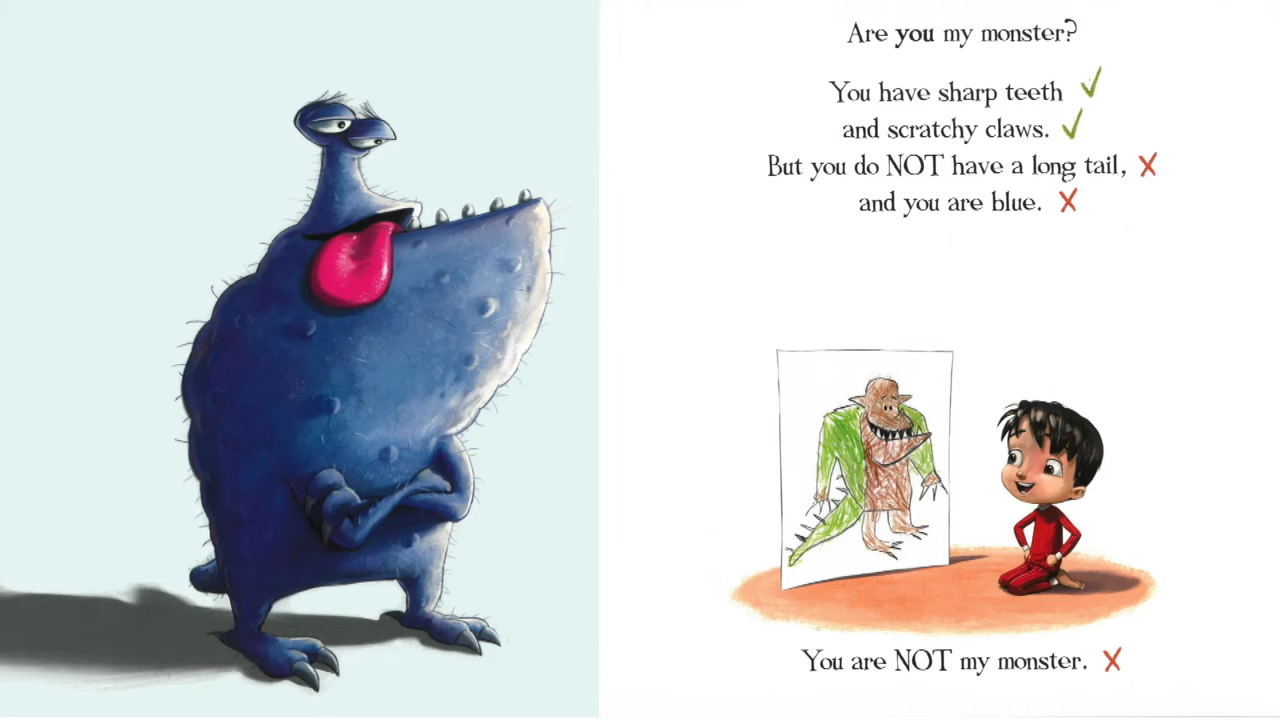 Are you my monster?
You have sharp teeth
and scratchy claws.
But you do NOT have a long tail,
and you are blue.
You are NOT my monster.